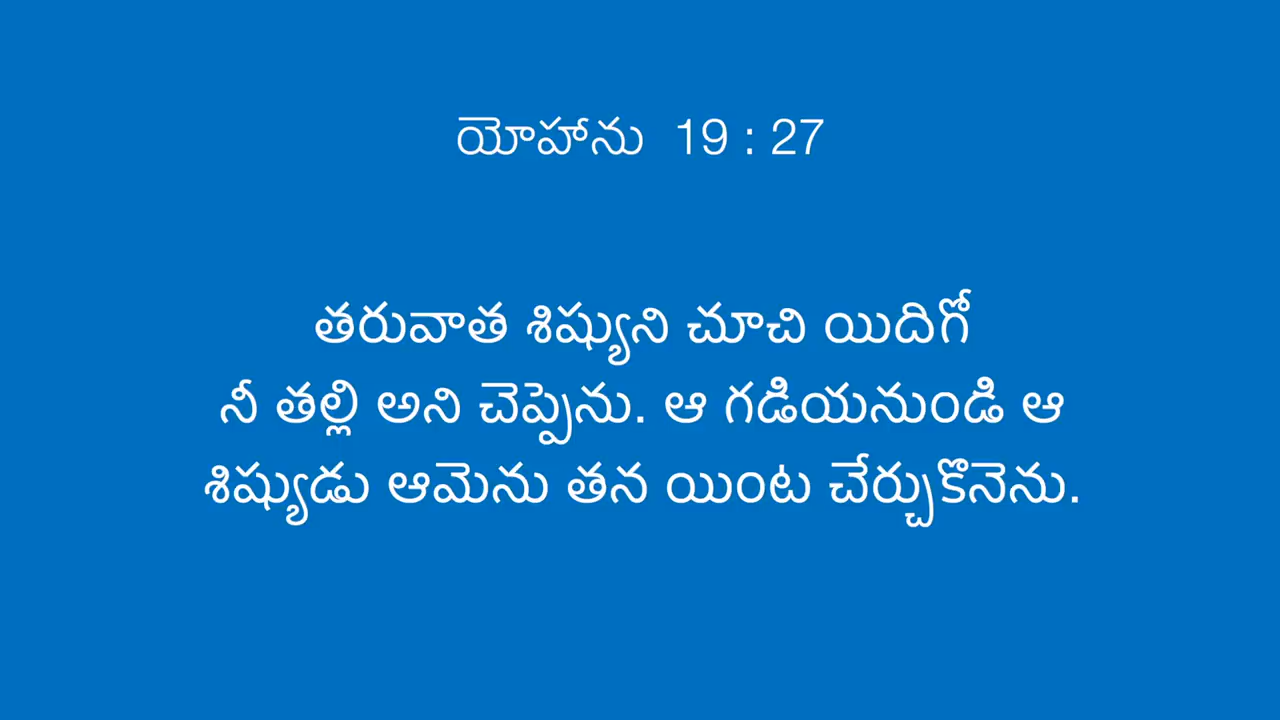 యోహాను 19 : 27
తరువాత శిష్యుని చూచి యిదిగో
నీ తల్లి అని చెప్పెను. ఆ గడియనుండి ఆ
శిష్యుడు ఆమెను తన యింట చేర్చుకొనెను.